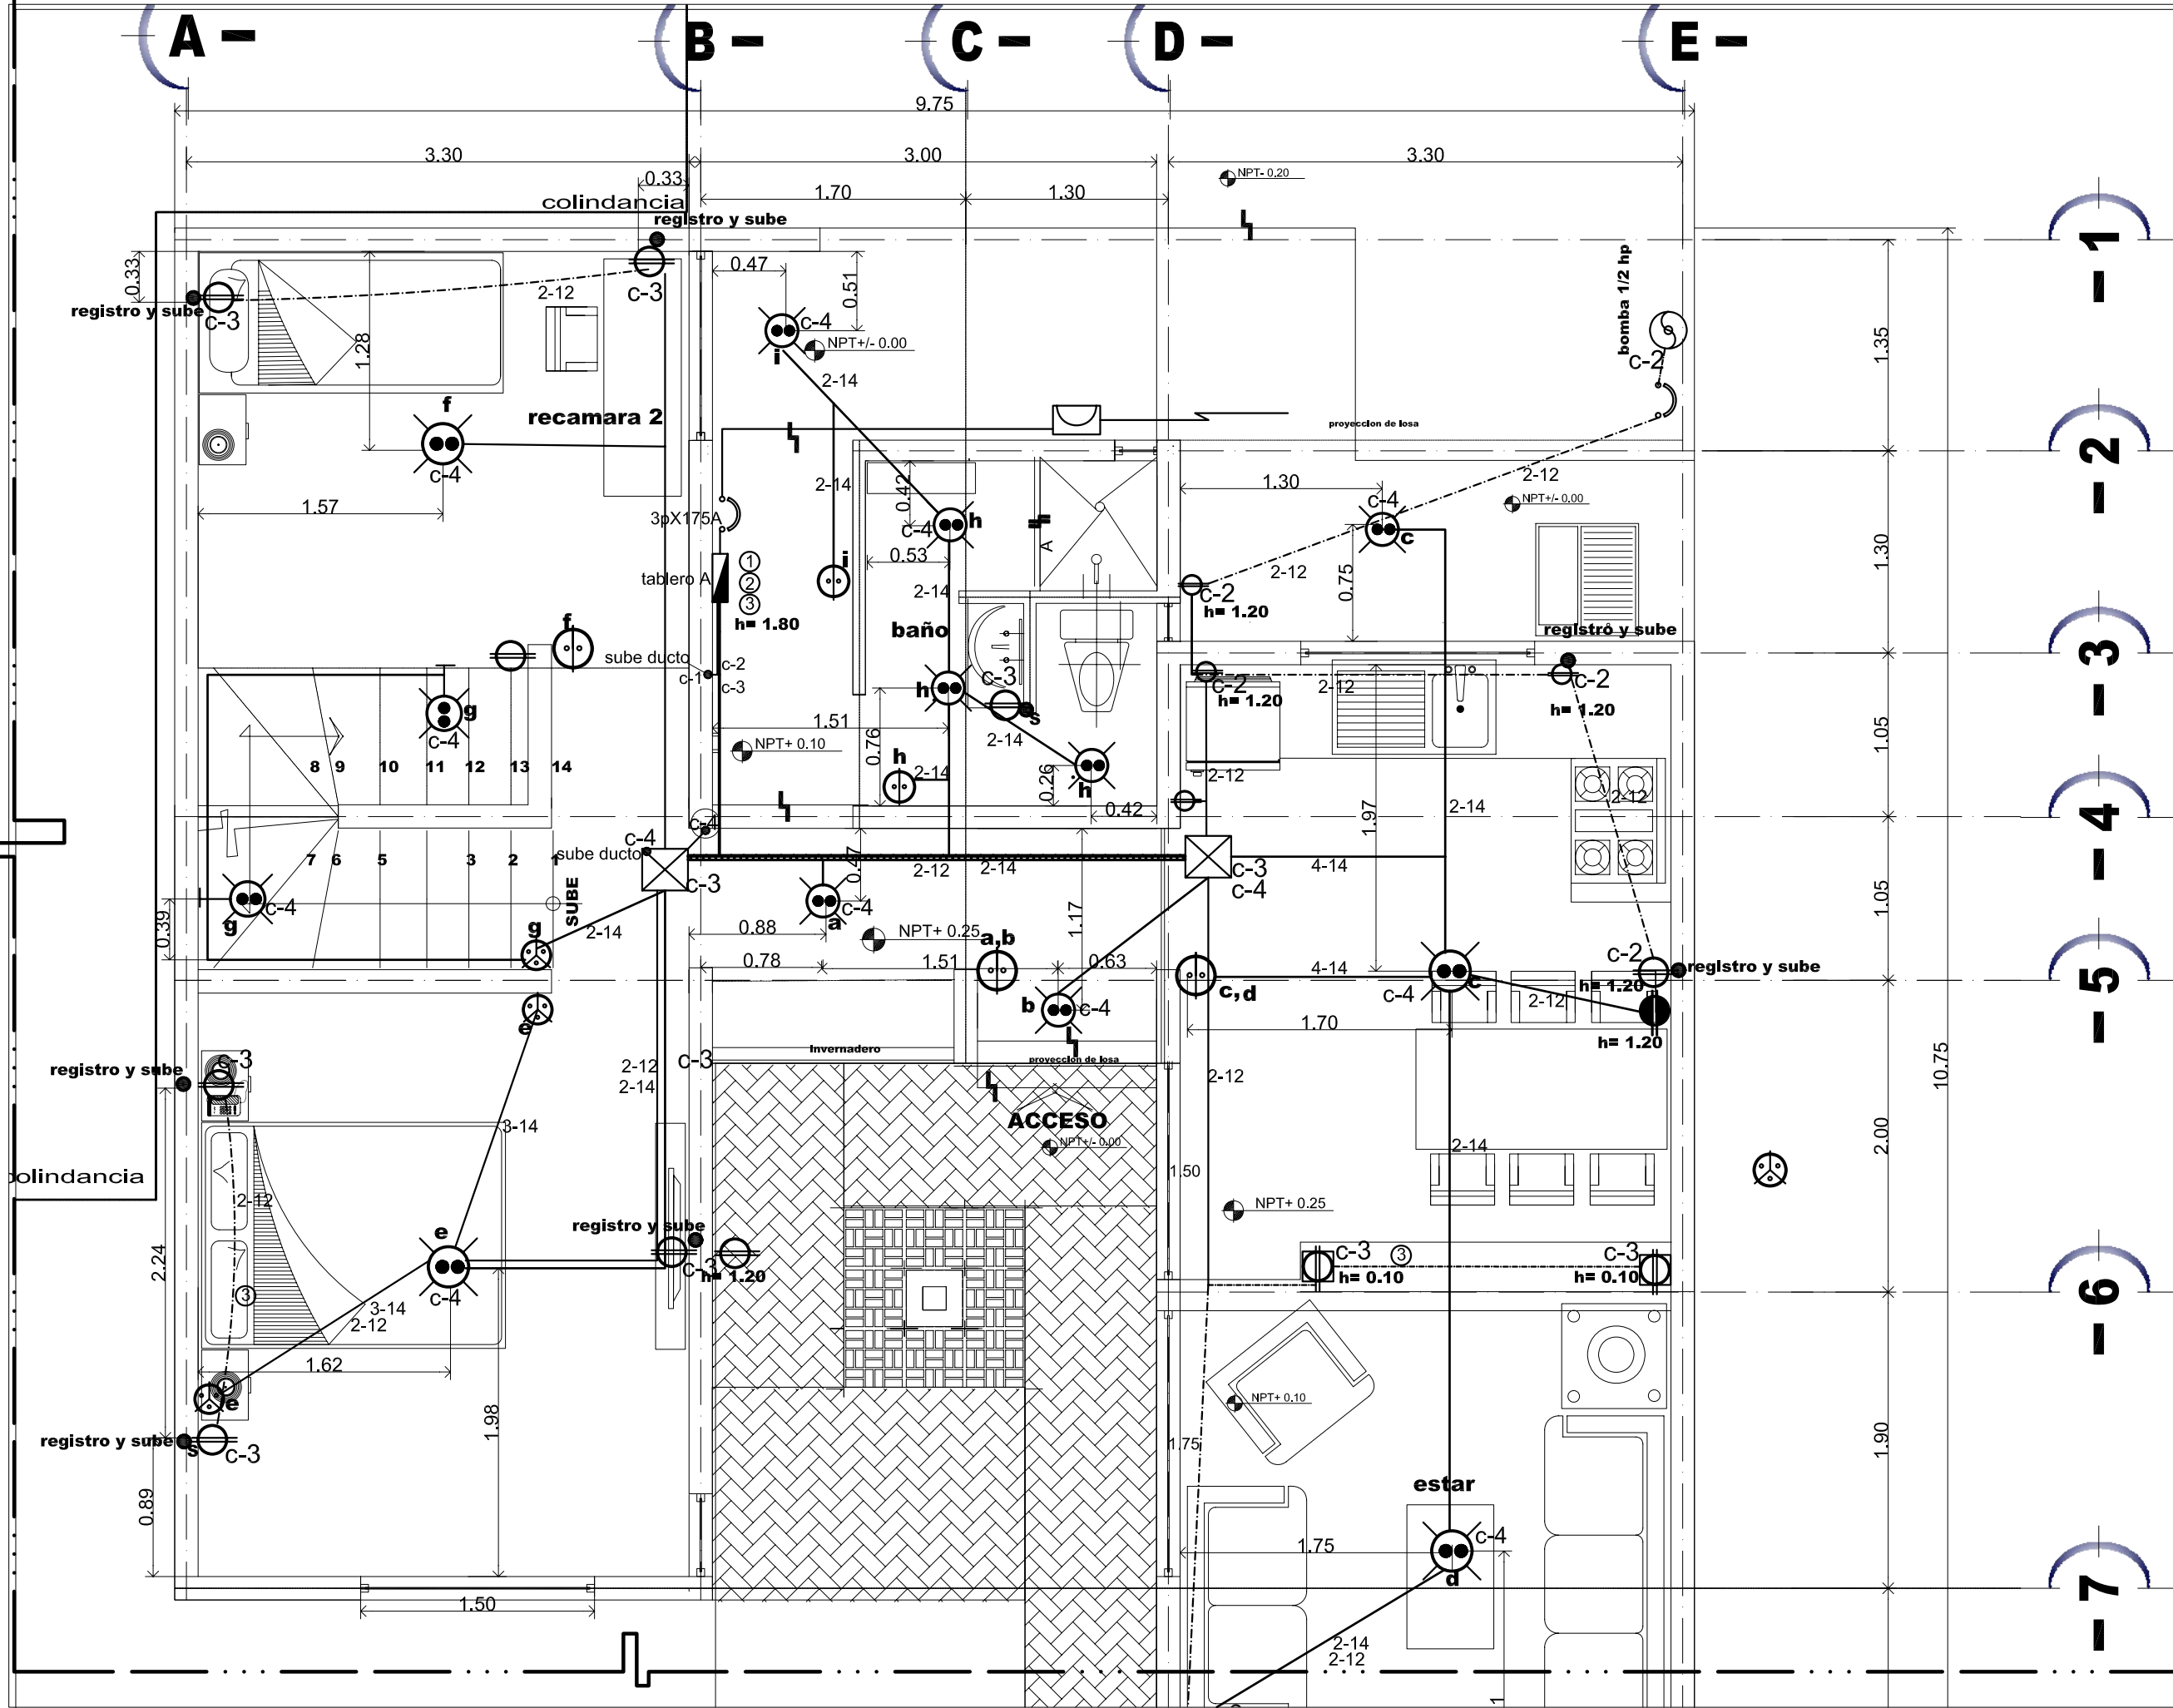 A -
B -
C -
D -
E -
9.75
3.30
3.00
3.30
0.33
1.70
1.30
NPT- 0.20
colindancia
registro y sube
- 1
0.33
0.47
0.51
2-12
c-3
registro y sube
c-3
1.28
c-4
i
NPT+/- 0.00
bomba 1/2 hp
c-2
1.35
2-14
f
recamara 2
proyeccion de losa
- 2
c-4
2-14
0.42
1.30
2-12
c-4
NPT+/- 0.00
1.57
3pX175A
c-4
h
c
A
0.53
i
tablero A
1
2
3
h= 1.80
2-14
2-12
0.75
1.30
c-2
h= 1.20
baño
f
registro y sube
- 3
sube ducto
c-2
c-1
c-3
h
c-3
s
c-2
h= 1.20
2-12
c-2
h= 1.20
g
c-4
1.51
2-14
NPT+ 0.10
0.76
1.05
8
9
10
11
12
13
14
h
2-14
0.26
h
2-12
2-12
0.42
1.97
2-14
- 4
c-4
c-4
sube ducto
7
6
5
3
2
1
c-3
0.47
2-12
2-14
c-3
c-4
4-14
SUBE
g
c-4
a
c-4
1.17
1.05
0.39
g
2-14
0.88
NPT+ 0.25
a,b
0.78
1.51
0.63
4-14
c-2
registro y sube
- 5
c-4
c
h= 1.20
c,d
b
c-4
2-12
e
1.70
h= 1.20
Invernadero
proyeccion de losa
c-3
registro y sube
2-12
2-14
c-3
2-12
10.75
ACCESO
NPT+/- 0.00
3-14
2-14
2.00
colindancia
1.50
2-12
NPT+ 0.25
registro y sube
e
2.24
c-3
h= 1.20
c-3
3
c-3
h= 0.10
h= 0.10
- 6
c-4
3
3-14
2-12
1.62
e
NPT+ 0.10
1.98
registro y sube
s
c-3
1.75
1.90
estar
0.89
1.75
c-4
d
- 7
1.50
2-14
2-12
1